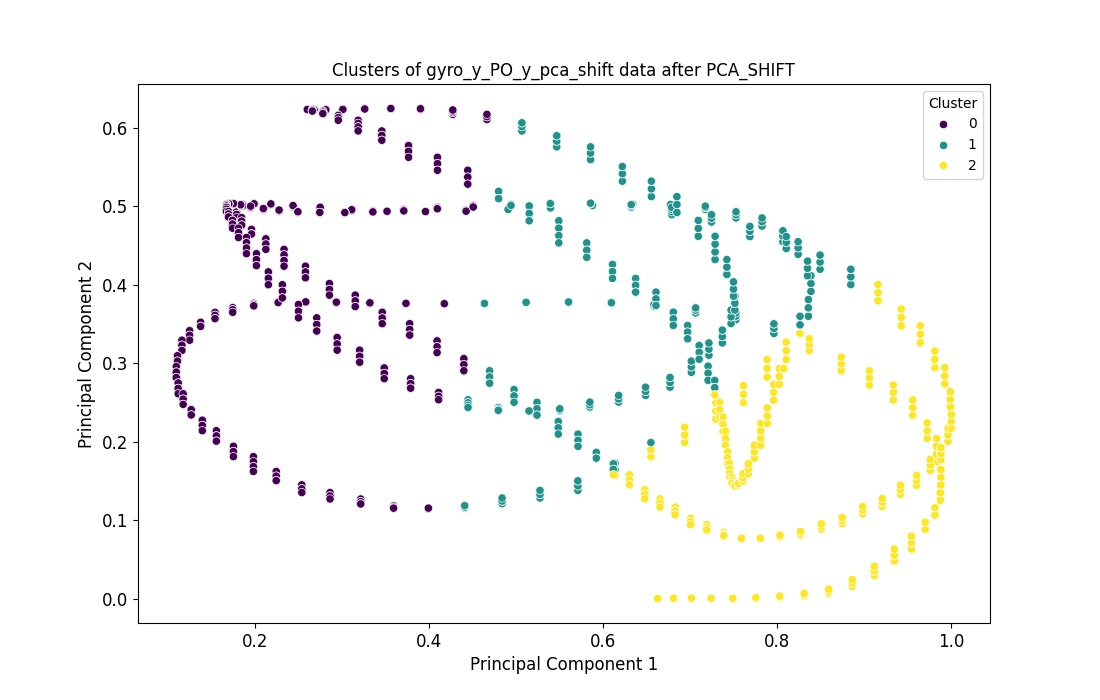 Clusters of gyro_y_PO_y_pca_shift data after PCA_SHIFT
Cluster
0
1
2
Principal Component 2
0.6
0.5
0.4
0.3
0.2
0.1
0.0
0.2 0.4 0.6 0.8 1.0
Principal Component 1